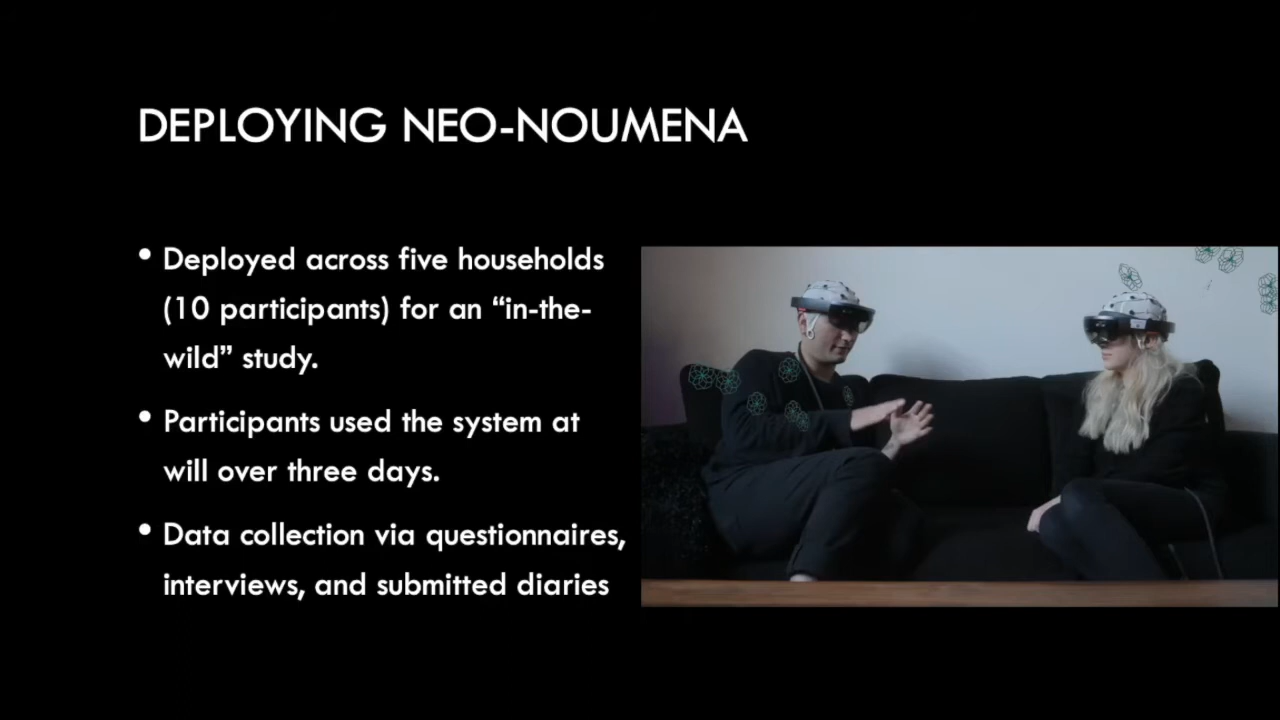 DEPLOYING NEO-NOUMENA
• Deployed across five households
(10 participants) for an “in-the-
wild” study.
• Participants used the system at
will over three days.
• Data collection via questionnaires,
interviews, and submitted diaries